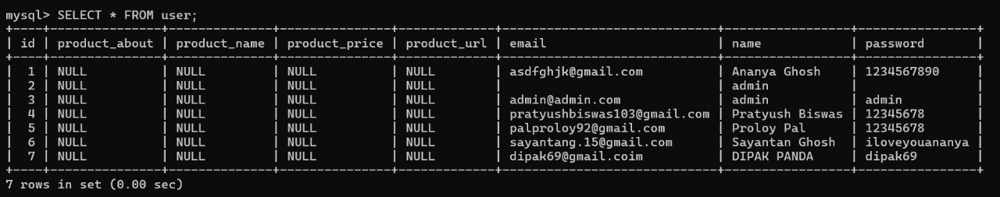 mysql> SELECT * FROM user;
+----+---------------+--------------+---------------+-------------+----------------------------+-----------------+----------------+
| id | product_about | product_name | product_price | product_url | email                      | name            | password       |
+----+---------------+--------------+---------------+-------------+----------------------------+-----------------+----------------+
|  1 | NULL          | NULL         | NULL          | NULL        | asdfghjk@gmail.com         | Ananya Ghosh    | 1234567890     |
|  2 | NULL          | NULL         | NULL          | NULL        |                            | admin           |                |
|  3 | NULL          | NULL         | NULL          | NULL        | admin@admin.com            | admin           | admin          |
|  4 | NULL          | NULL         | NULL          | NULL        | pratyushbiswas103@gmail.com | Pratyush Biswas | 12345678       |
|  5 | NULL          | NULL         | NULL          | NULL        | palproloy92@gmail.com      | Proloy Pal      | 12345678       |
|  6 | NULL          | NULL         | NULL          | NULL        | sayantang.15@gmail.com     | Sayantan Ghosh  | iloveyouananya |
|  7 | NULL          | NULL         | NULL          | NULL        | dipak69@gmail.coim         | DIPAK PANDA     | dipak69        |
+----+---------------+--------------+---------------+-------------+----------------------------+-----------------+----------------+
7 rows in set (0.00 sec)